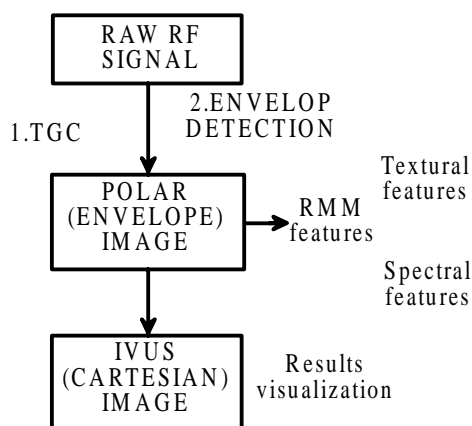 RAW RF
SIGNAL
1.TGC
2.ENVELOP
DETECTION
POLAR
(ENVELOPE)
IMAGE
RMM
features
Textural
features
Spectral
features
IVUS
(CARTESIAN)
IMAGE
Results
visualization